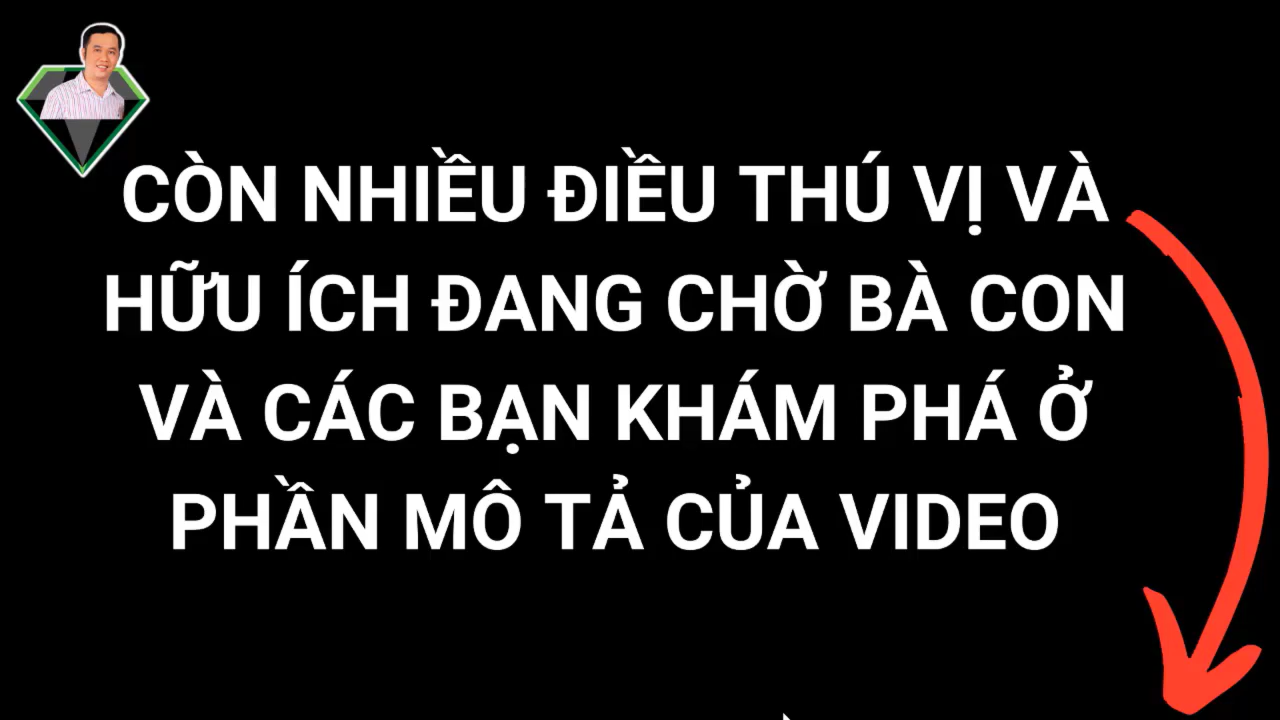 CÒN NHIỀU ĐIỀU THÚ VỊ VÀ
HỮU ÍCH ĐANG CHỜ BÀ CON
VÀ CÁC BẠN KHÁM PHÁ Ở
PHẦN MÔ TẢ CỦA VIDEO